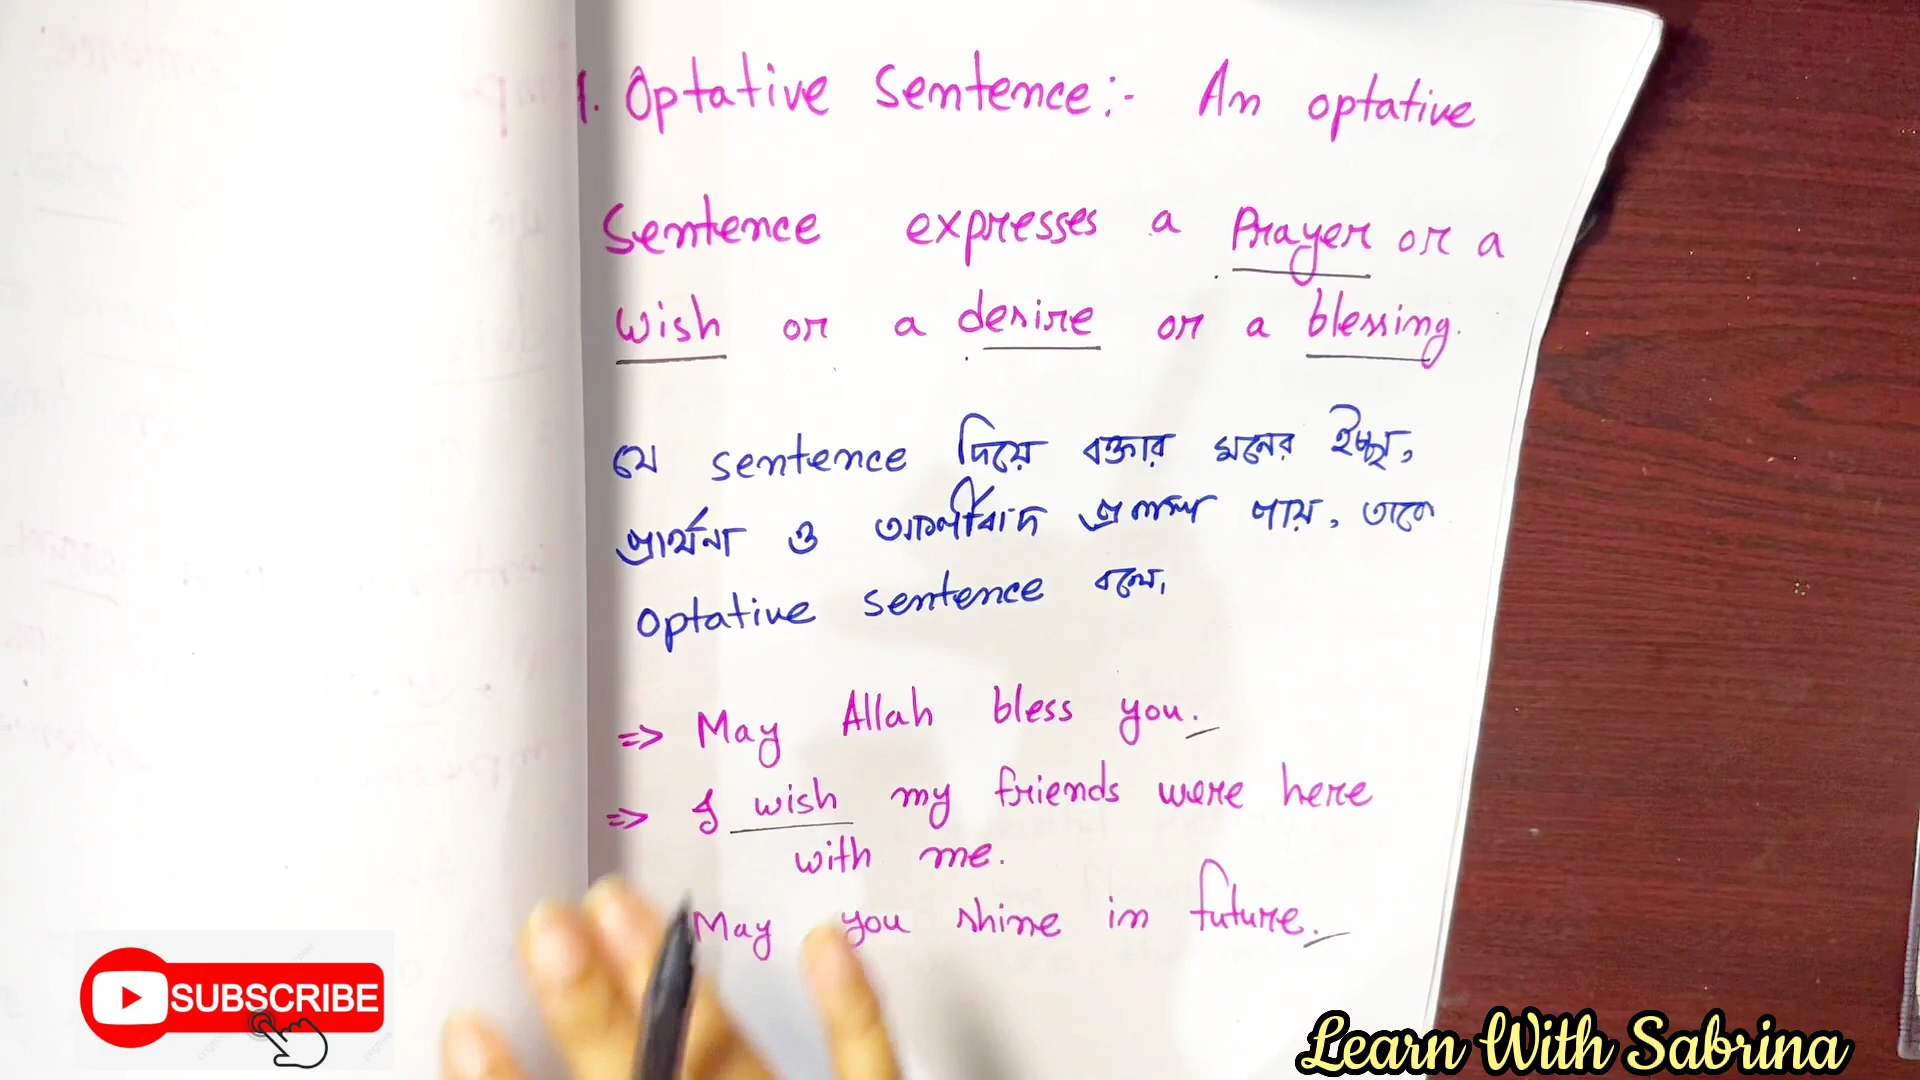 1. Optative Sentence:- An optative
Sentence expresses a Prayer or a
wish or a desire or a blessing.
যে sentence দিয়ে বক্তার মনের ইচ্ছা,
প্রার্থনা ও আশীর্বাদ প্রকাশ পায়, তাকে
optative sentence বলে।
=> May Allah bless you.
=> I wish my friends were here
with me.
May you shine in future.
SUBSCRIBE
Learn With Sabrina